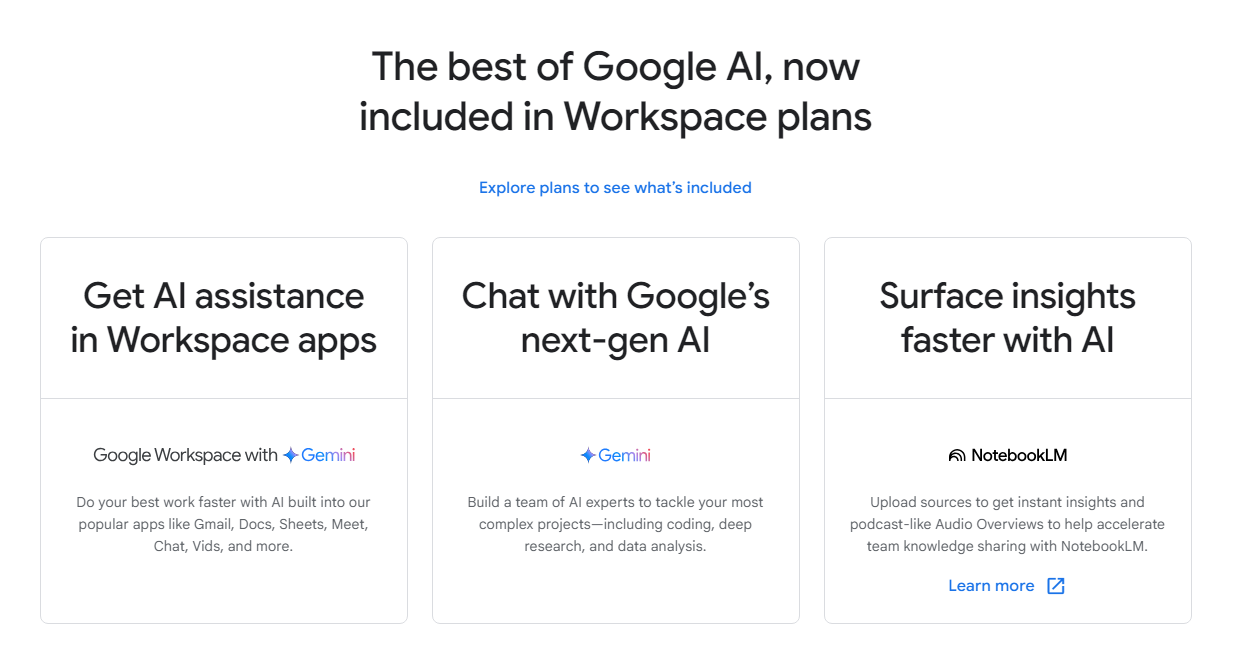 The best of Google AI, now
included in Workspace plans
Explore plans to see what’s included
Get AI assistance
in Workspace apps
Google Workspace with Gemini
Do your best work faster with AI built into our
popular apps like Gmail, Docs, Sheets, Meet,
Chat, Vids, and more.
Chat with Google’s
next-gen AI
Gemini
Build a team of AI experts to tackle your most
complex projects—including coding, deep
research, and data analysis.
Surface insights
faster with AI
NotebookLM
Upload sources to get instant insights and
podcast-like Audio Overviews to help accelerate
team knowledge sharing with NotebookLM.
Learn more